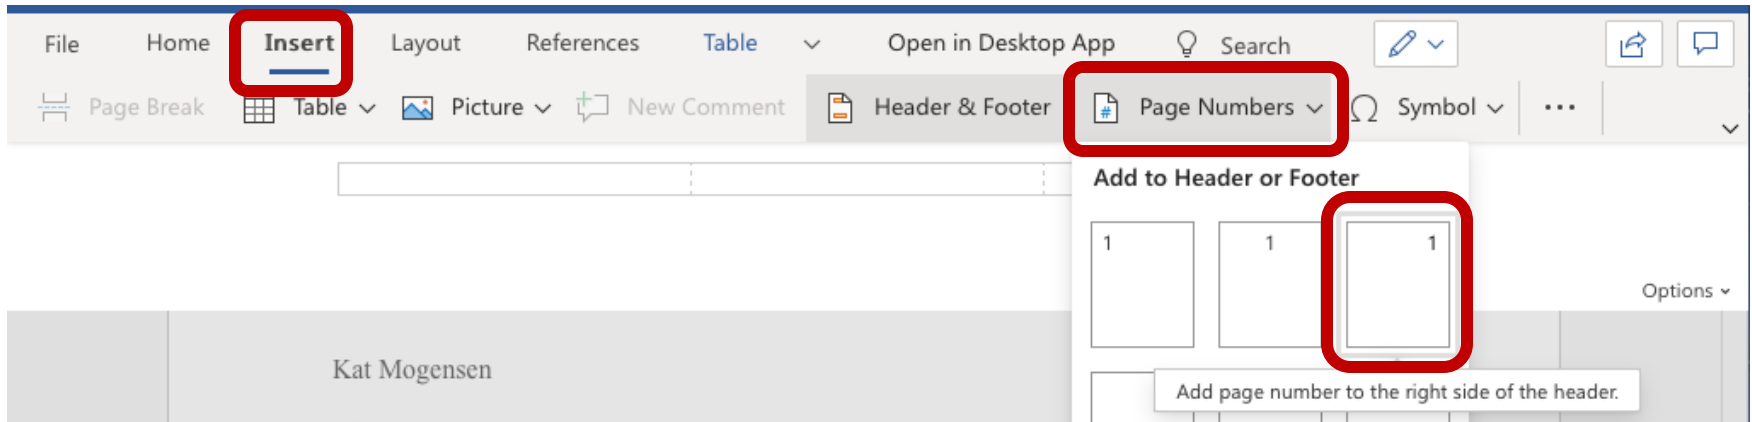 File Home Insert Layout References Table Open in Desktop App Search
Page Break Table Picture New Comment Header & Footer # Page Numbers Ω Symbol ...
Add to Header or Footer
1 1 1
Options
Kat Mogensen
Add page number to the right side of the header.